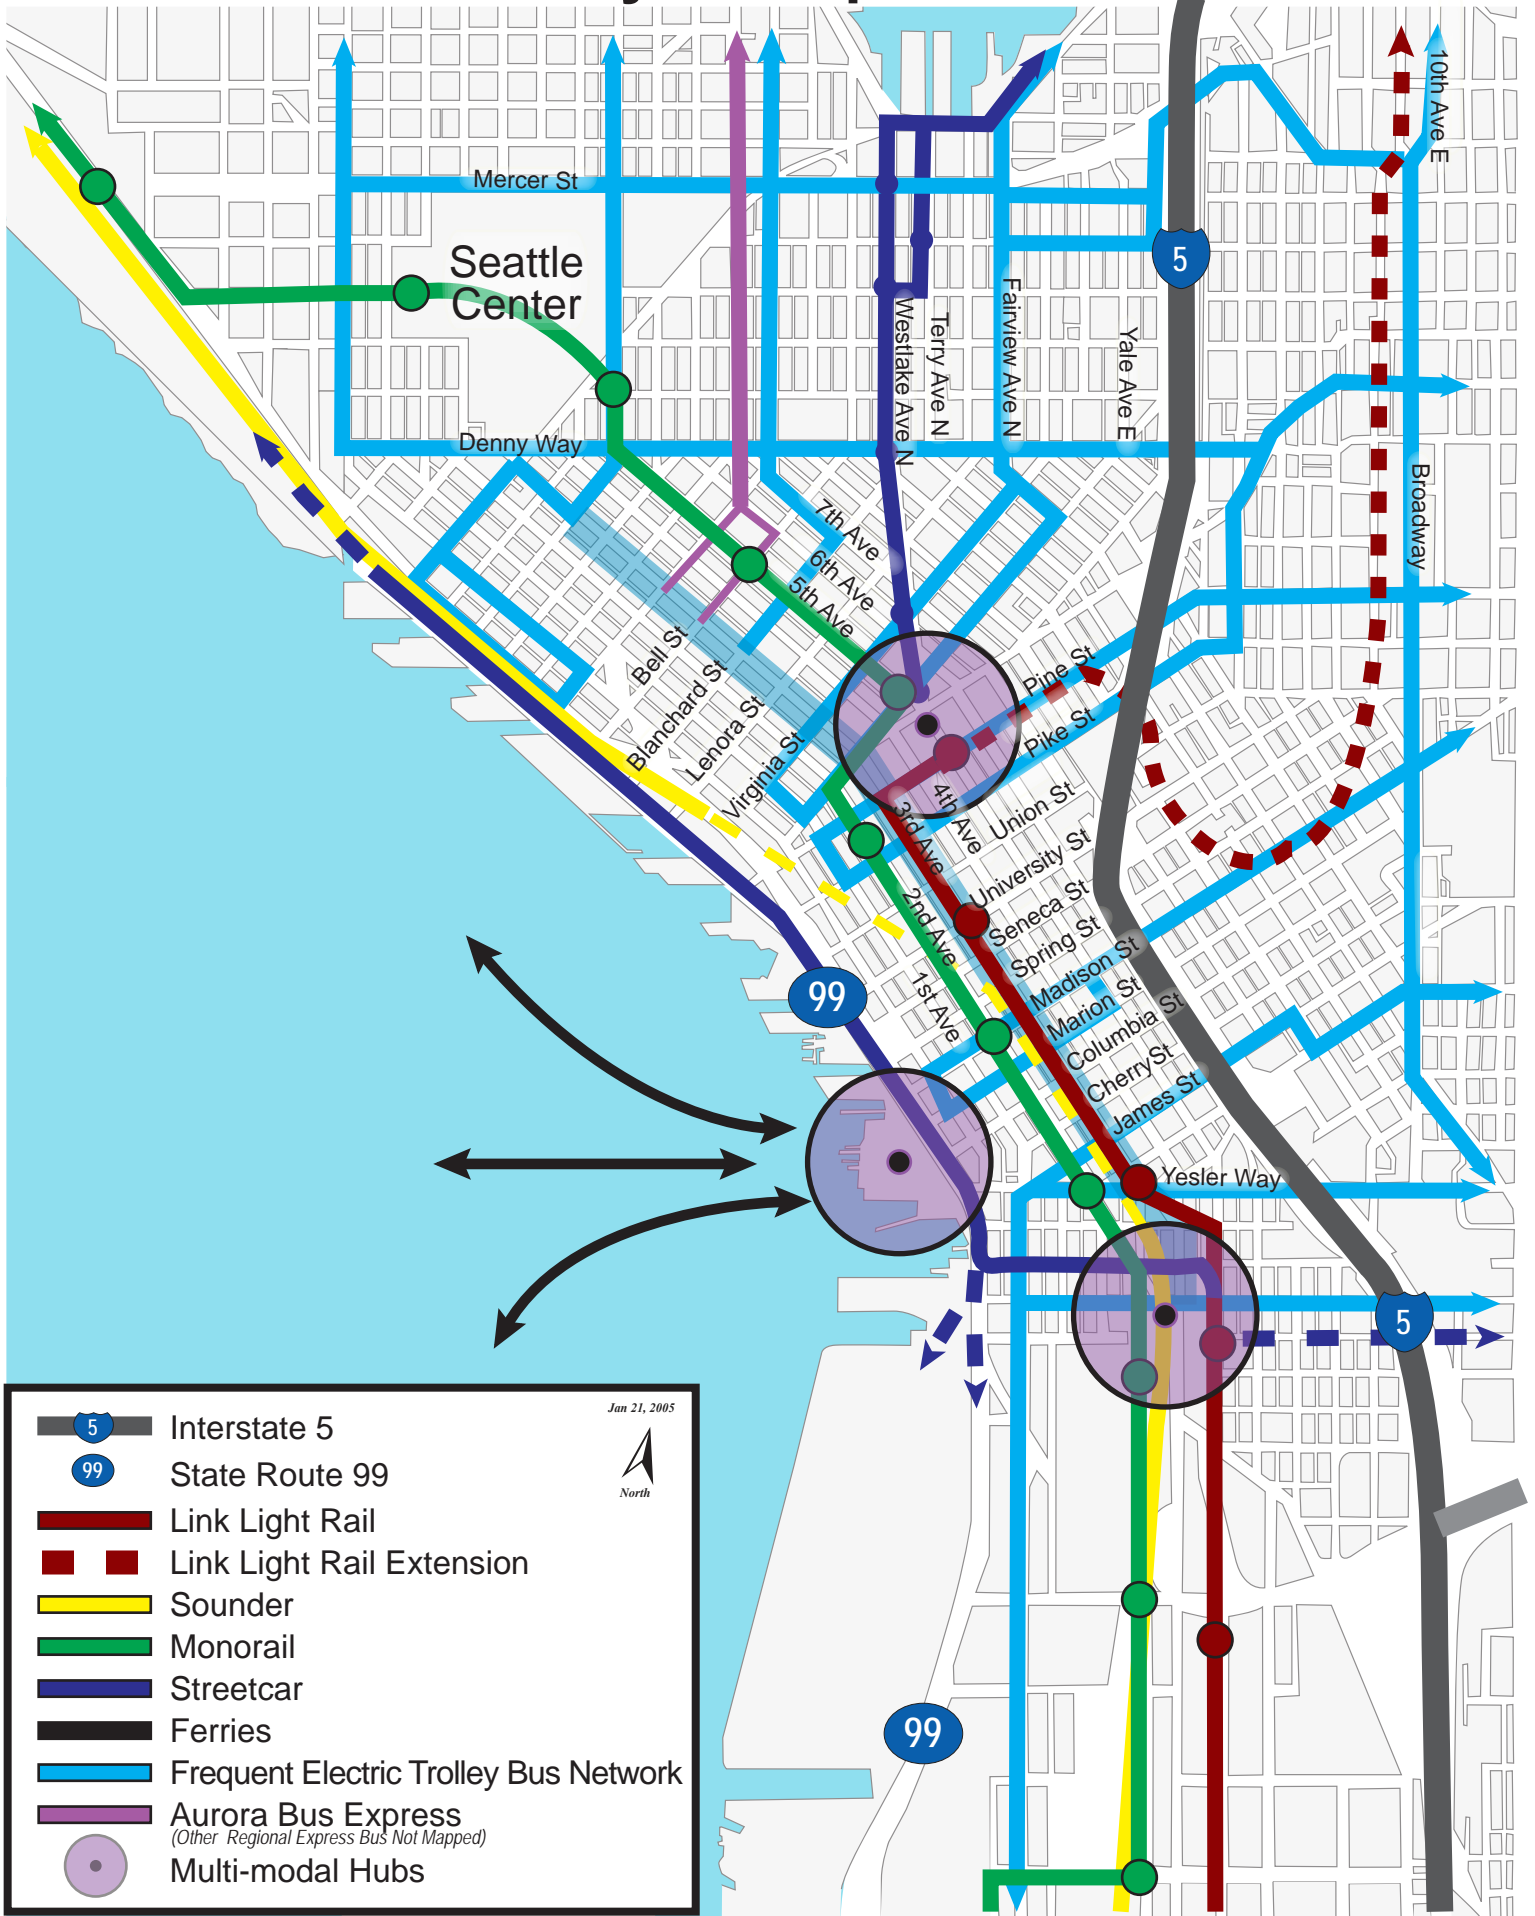 10th Ave E
Mercer St
Seattle
Center
5
Westlake Ave N
Terry Ave N
Fairview Ave N
Yale Ave E
Denny Way
Broadway
7th Ave
6th Ave
5th Ave
Bell St
Blanchard St
Lenora St
Virginia St
Pine St
Pike St
4th Ave
3rd Ave
Union St
University St
2nd Ave
Seneca St
Spring St
Madison St
1st Ave
Marion St
Columbia St
CherrySt
James St
99
Yesler Way
5
Jan 21, 2005
North
5
Interstate 5
99
State Route 99
Link Light Rail
Link Light Rail Extension
Sounder
Monorail
Streetcar
Ferries
Frequent Electric Trolley Bus Network
Aurora Bus Express
(Other Regional Express Bus Not Mapped)
Multi-modal Hubs
99